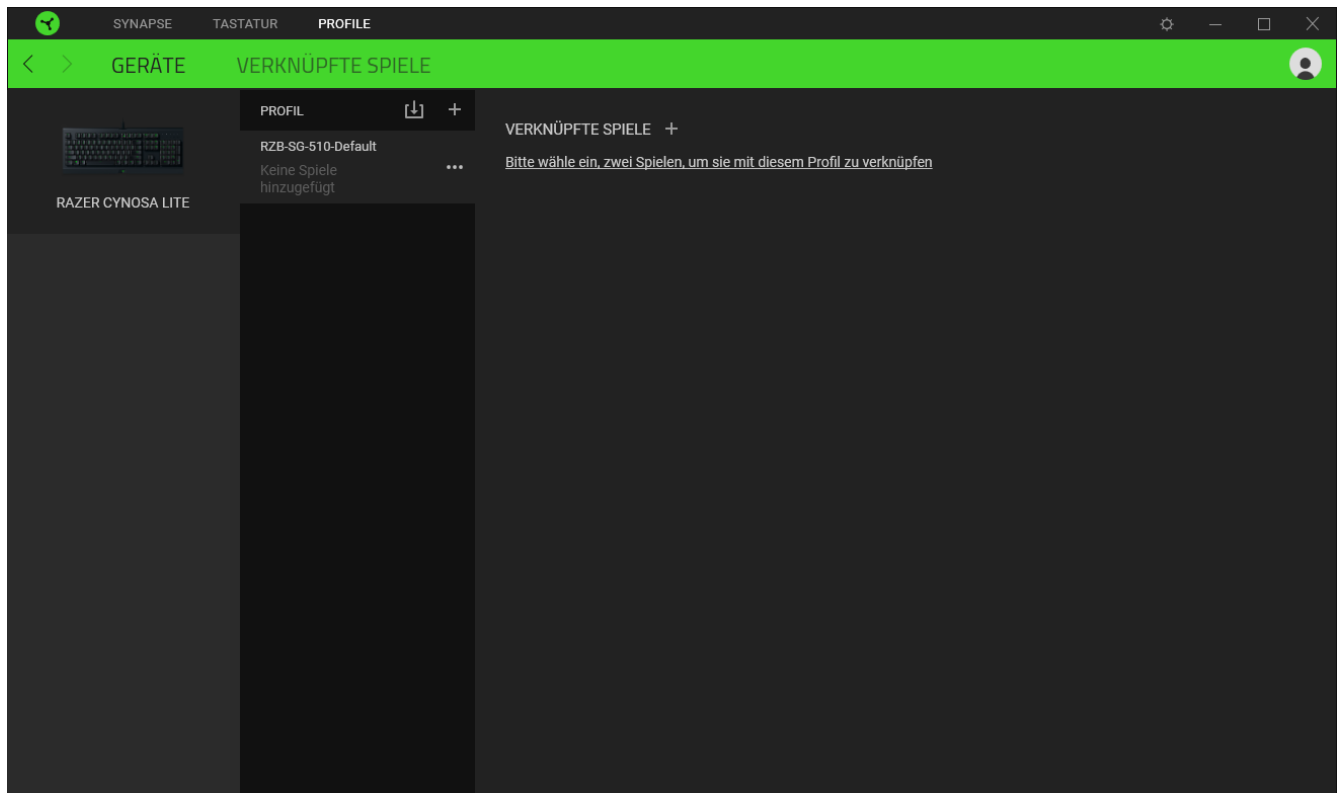 SYNAPSE TASTATUR PROFILE
GERÄTE VERKNÜPFTE SPIELE
RAZER CYNOSA LITE
PROFIL
RZB-SG-510-Default
Keine Spiele
hinzugefügt
VERKNÜPFTE SPIELE
Bitte wähle ein, zwei Spielen, um sie mit diesem Profil zu verknüpfen